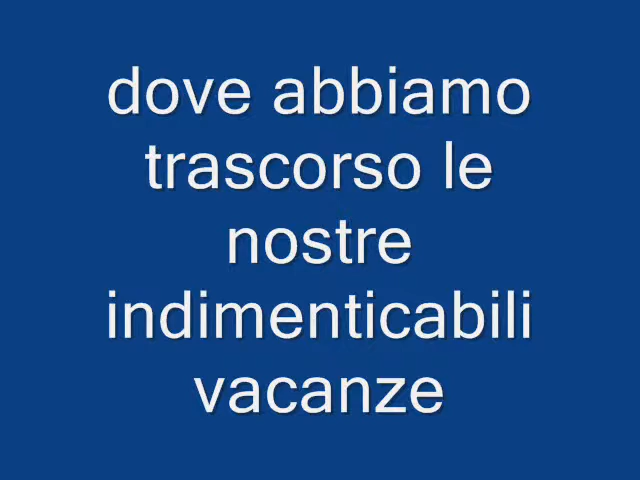 dove abbiamo
trascorso le
nostre
indimenticabili
vacanze